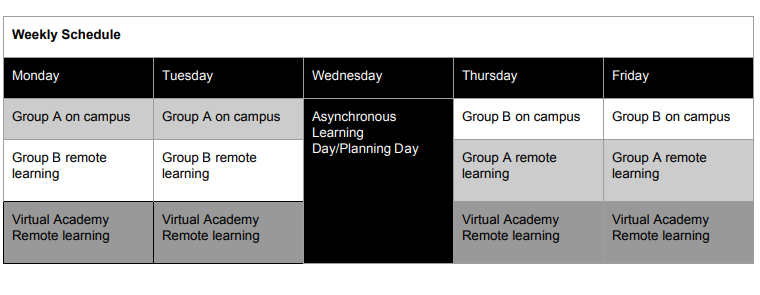 Weekly Schedule
Monday Tuesday Wednesday Thursday Friday
Group A on campus
Group A on campus
Asynchronous
Learning
Day/Planning Day
Group B on campus
Group B on campus
Group B remote
learning
Group B remote
learning
Group A remote
learning
Group A remote
learning
Virtual Academy
Remote learning
Virtual Academy
Remote learning
Virtual Academy
Remote learning
Virtual Academy
Remote learning